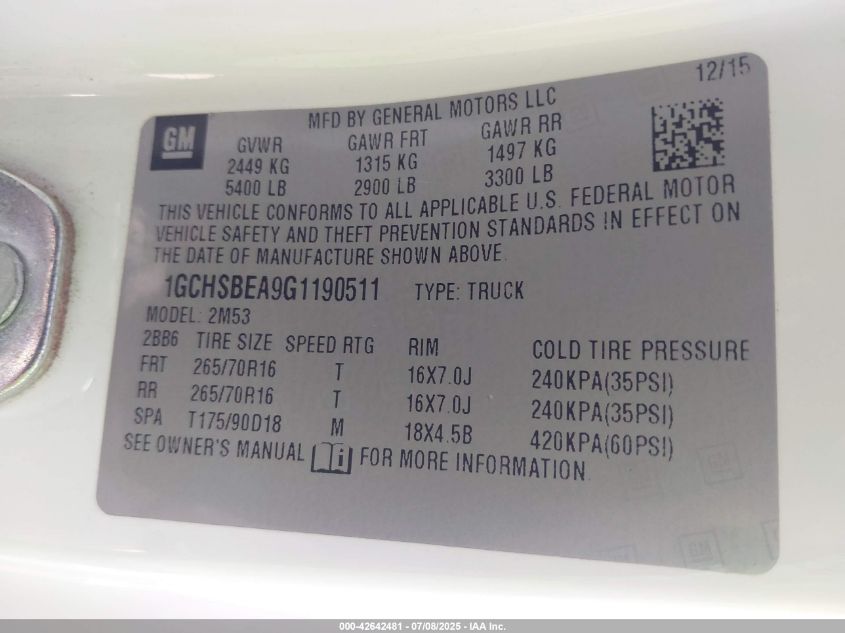 12/15
MFD BY GENERAL MOTORS LLC
GM
GVWR GAWR FRT GAWR RR
2449 KG 1315 KG 1497 KG
5400 LB 2900 LB 3300 LB
THIS VEHICLE CONFORMS TO ALL APPLICABLE U.S. FEDERAL MOTOR
VEHICLE SAFETY AND THEFT PREVENTION STANDARDS IN EFFECT ON
THE DATE OF MANUFACTURE SHOWN ABOVE.
1GCHSBEA9G1190511 TYPE: TRUCK
MODEL: 2M53
2BB6 TIRE SIZE SPEED RTG RIM COLD TIRE PRESSURE
FRT 265/70R16 T 16X7.0J 240KPA(35PSI)
RR 265/70R16 T 16X7.0J 240KPA(35PSI)
SPA T175/90D18 M 18X4.5B 420KPA(60PSI)
SEE OWNER'S MANUAL i FOR MORE INFORMATION.
GM
GM
000-42642481 - 07/08/2025 - IAA Inc.